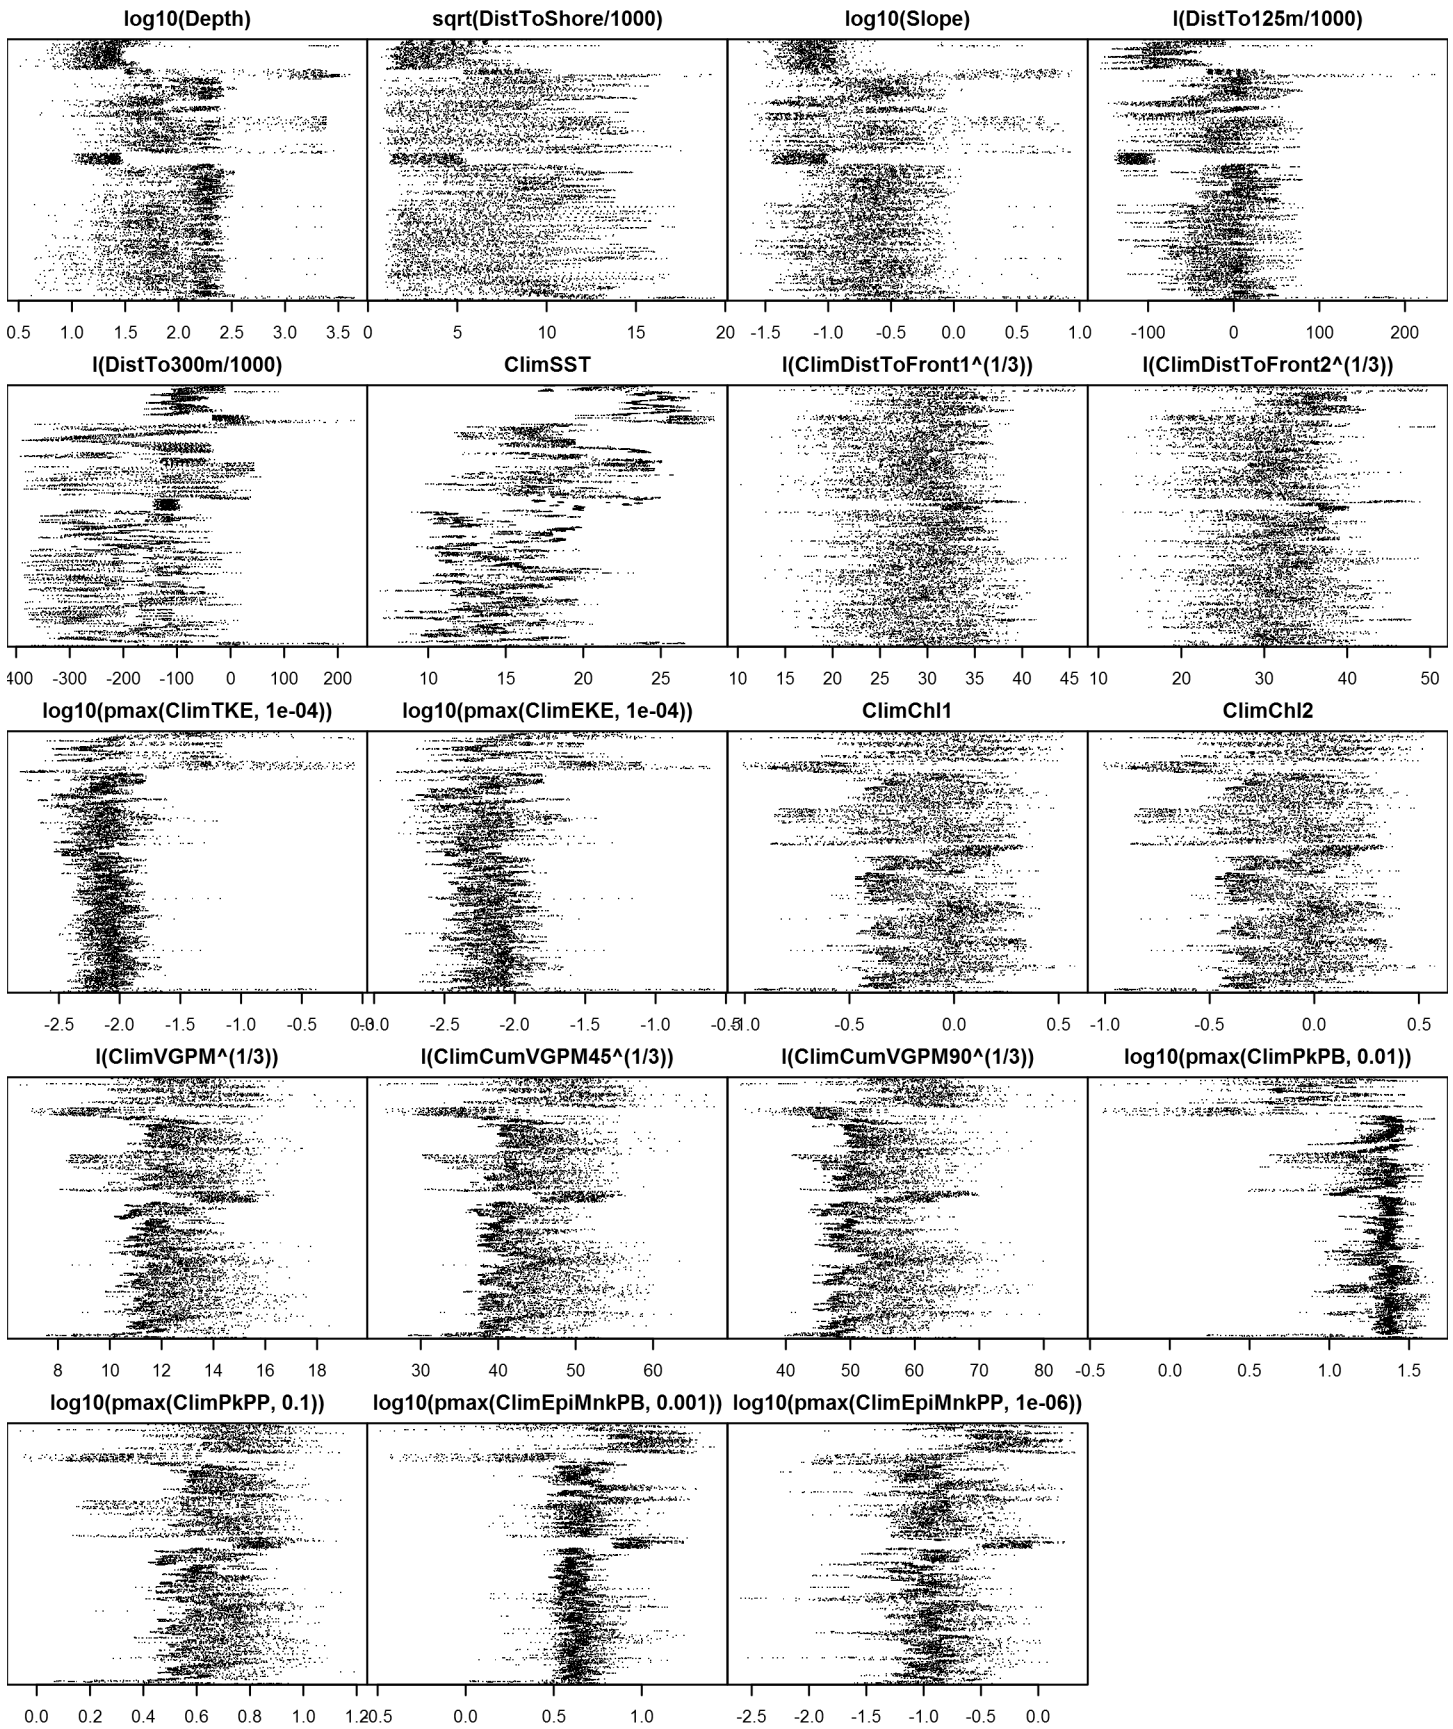 log10(Depth) sqrt(DistToShore/1000) log10(Slope) I(DistTo125m/1000)
0.5 1.0 1.5 2.0 2.5 3.0 3.5 0 5 10 15 20 -1.5 -1.0 -0.5 0.0 0.5 1.0 -100 0 100 200
I(DistTo300m/1000) ClimSST I(ClimDistToFront1^(1/3)) I(ClimDistToFront2^(1/3))
-300 -200 -100 0 100 200 10 15 20 25 10 15 20 25 30 35 40 45 10 20 30 40 50
log10(pmax(ClimTKE, 1e-04)) log10(pmax(ClimEKE, 1e-04)) ClimChl1 ClimChl2
-2.5 -2.0 -1.5 -1.0 -0.5 -2.5 -2.0 -1.5 -1.0 -0.5 0.0 0.5 -1.0 -0.5 0.0 0.5
I(ClimVGPM^(1/3)) I(ClimCumVGPM45^(1/3)) I(ClimCumVGPM90^(1/3)) log10(pmax(ClimPkPB, 0.01))
8 10 12 14 16 18 30 40 50 60 40 50 60 70 80 -0.5 0.0 0.5 1.0 1.5
log10(pmax(ClimPkPP, 0.1)) log10(pmax(ClimEpiMnkPB, 0.001)) log10(pmax(ClimEpiMnkPP, 1e-06))
0.0 0.2 0.4 0.6 0.8 1.0 0.0 0.5 1.0 -2.5 -2.0 -1.5 -1.0 -0.5 0.0